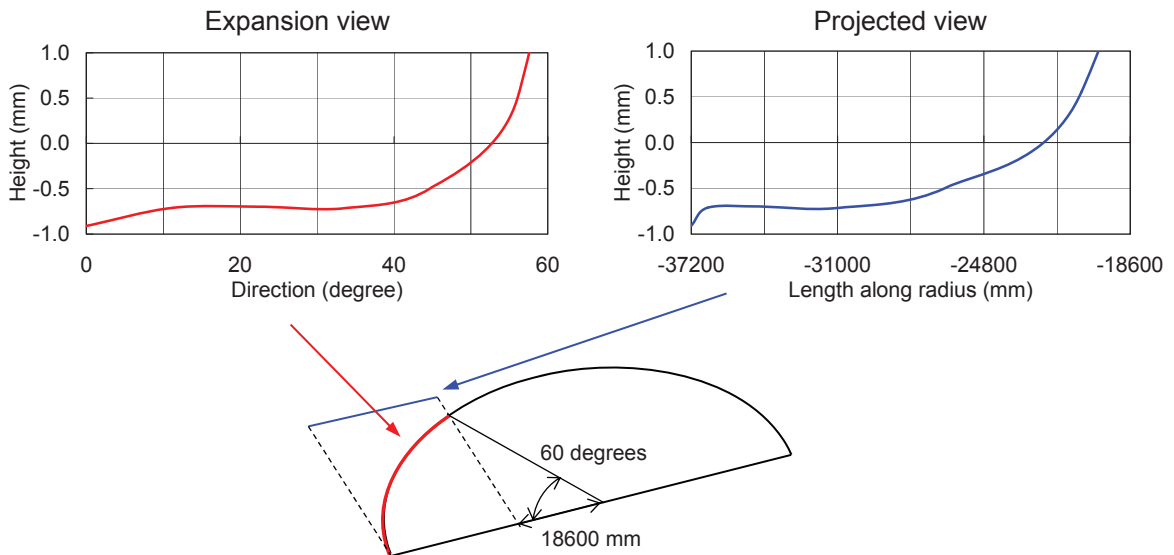 Expansion view
1.0
0.5
0.0
-0.5
-1.0
Height (mm)
0 20 40 60
Direction (degree)
Projected view
1.0
0.5
0.0
-0.5
-1.0
Height (mm)
-37200 -31000 -24800 -18600
Length along radius (mm)
60 degrees
18600 mm